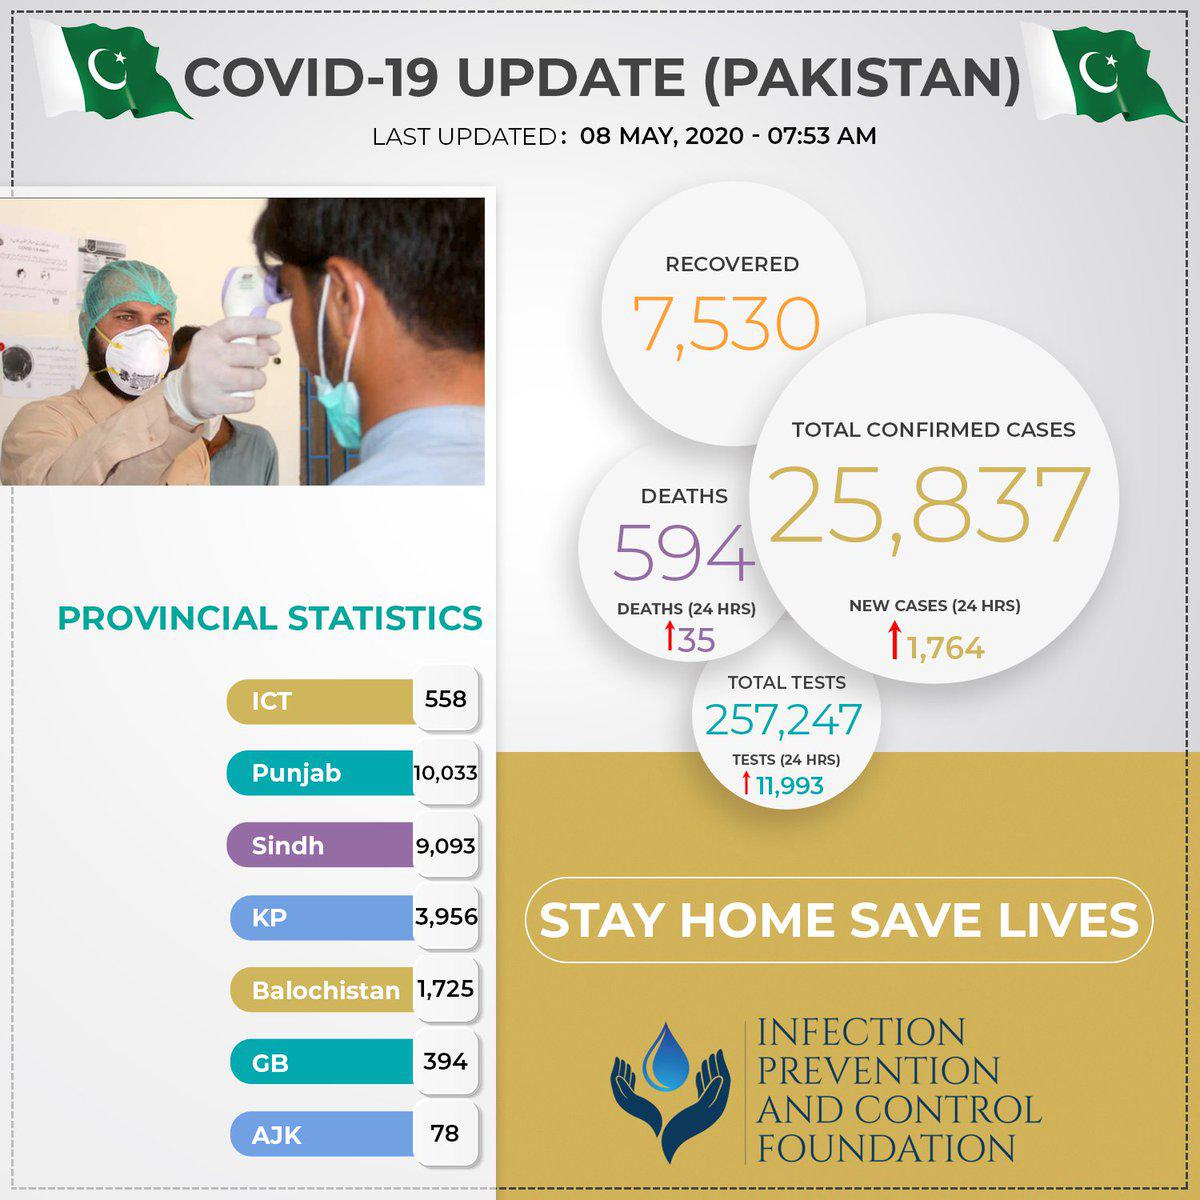 COVID-19 UPDATE (PAKISTAN)
LAST UPDATED: 08 MAY, 2020 - 07:53 AM
RECOVERED
7,530
TOTAL CONFIRMED CASES
25,837
NEW CASES (24 HRS)
1,764
DEATHS
594
DEATHS (24 HRS)
35
TOTAL TESTS
257,247
TESTS (24 HRS)
11,993
PROVINCIAL STATISTICS
ICT 558
Punjab 10,033
Sindh 9,093
KP 3,956
Balochistan 1,725
GB 394
AJK 78
STAY HOME SAVE LIVES
INFECTION
PREVENTION
AND CONTROL
FOUNDATION